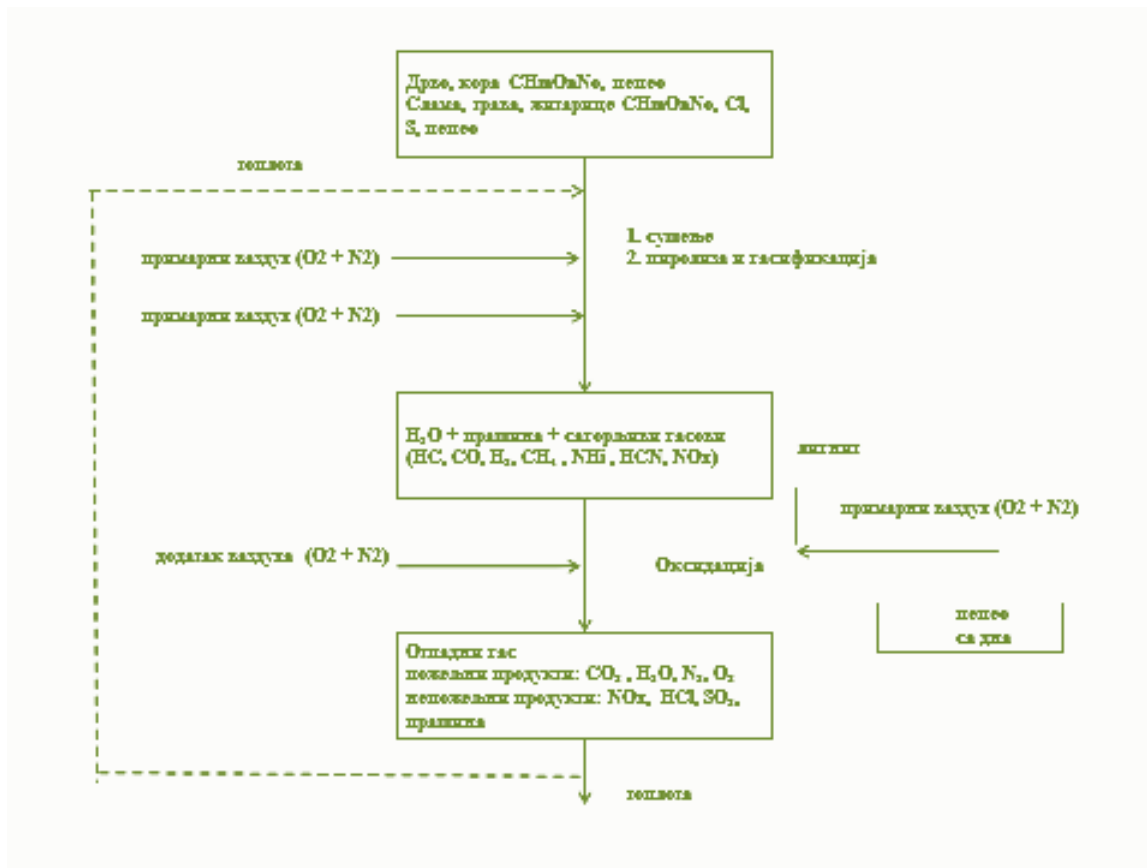 Дрво, кора CHmOnNo, пепео
Слама, трава, житарице CHmOnNo, Cl,
S, пепео
топлота
1. сушење
2. пиролиза и гасификација
примарни ваздух (O2 + N2)
примарни ваздух (O2 + N2)
H₂O + прашина + сагорљиви гасови
(HC, CO, H₂, CH₄ , NHi , HCN, NOx)
лигнит
примарни ваздух (O2 + N2)
додатак ваздуха (O2 + N2)
Оксидација
пепео
са дна
Отпадни гас
пожељни продукти: CO₂ , H₂O, N₂, O₂
непожељни продукти: NOx, HCl, SO₂,
прашина
топлота